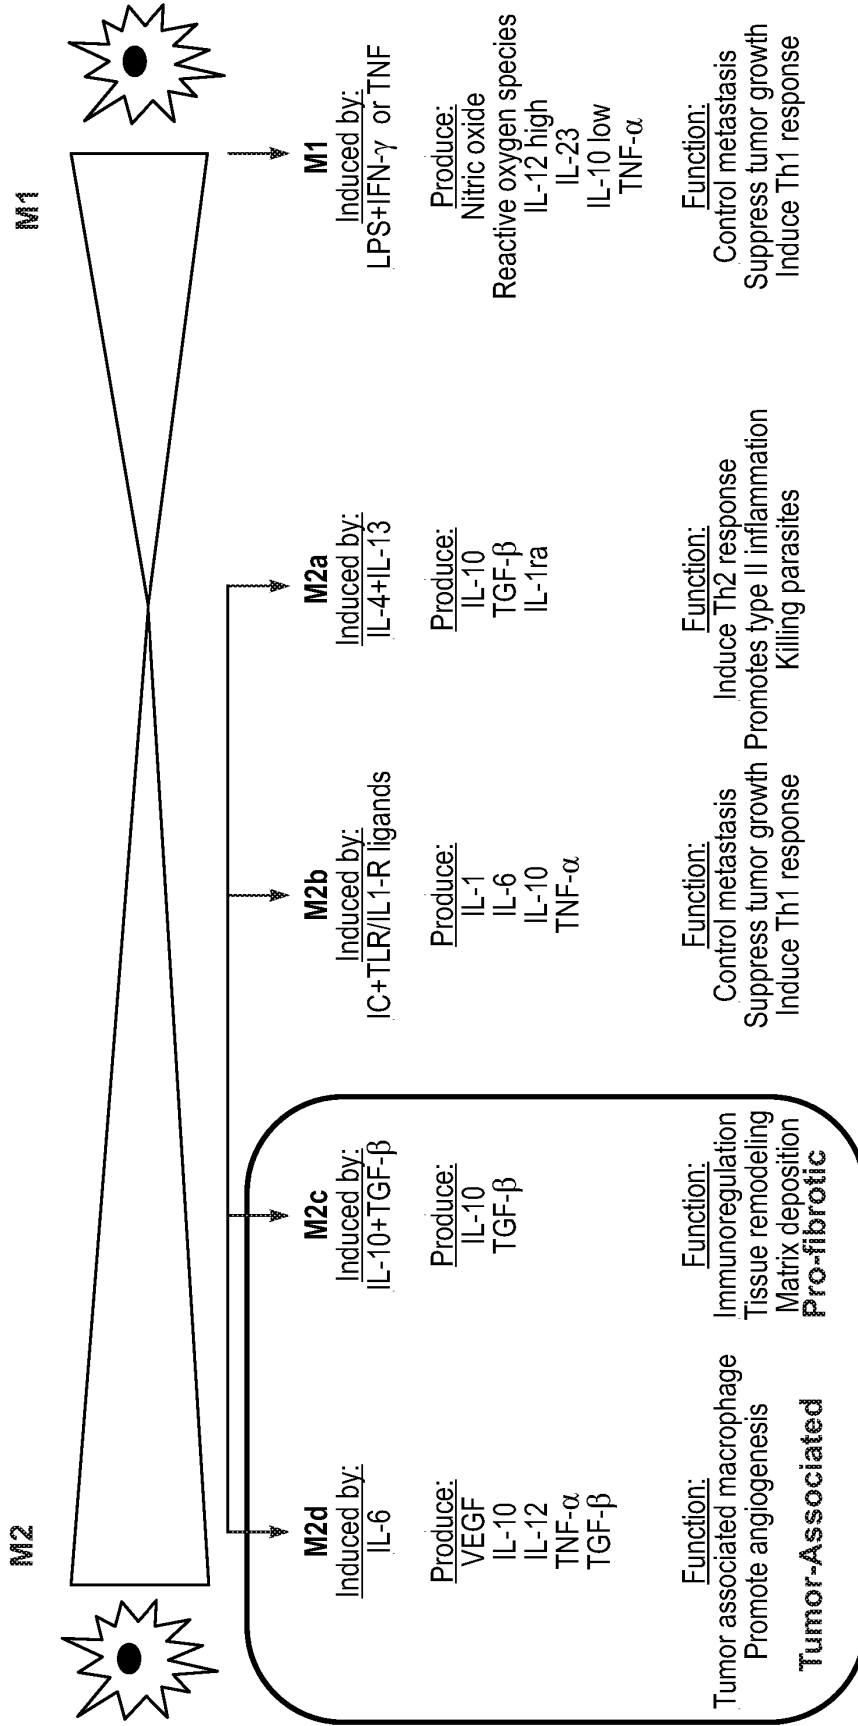 M2
M1
M2d
Induced by:
IL-6
Produce:
VEGF
IL-10
IL-12
TNF-α
TGF-β
Function:
Tumor associated macrophage
Promote angiogenesis
Tumor-Associated
M2c
Induced by:
IL-10+TGF-β
Produce:
IL-10
TGF-β
Function:
Immunoregulation
Tissue remodeling
Matrix deposition
Pro-fibrotic
M2b
Induced by:
IC+TLR/IL1-R ligands
Produce:
IL-1
IL-6
IL-10
TNF-α
Function:
Control metastasis
Suppress tumor growth
Induce Th1 response
M2a
Induced by:
IL-4+IL-13
Produce:
IL-10
TGF-β
IL-1ra
Function:
Induce Th2 response
Promotes type II inflammation
Killing parasites
M1
Induced by:
LPS+IFN-γ or TNF
Produce:
Nitric oxide
Reactive oxygen species
IL-12 high
IL-23
IL-10 low
TNF-α
Function:
Control metastasis
Suppress tumor growth
Induce Th1 response